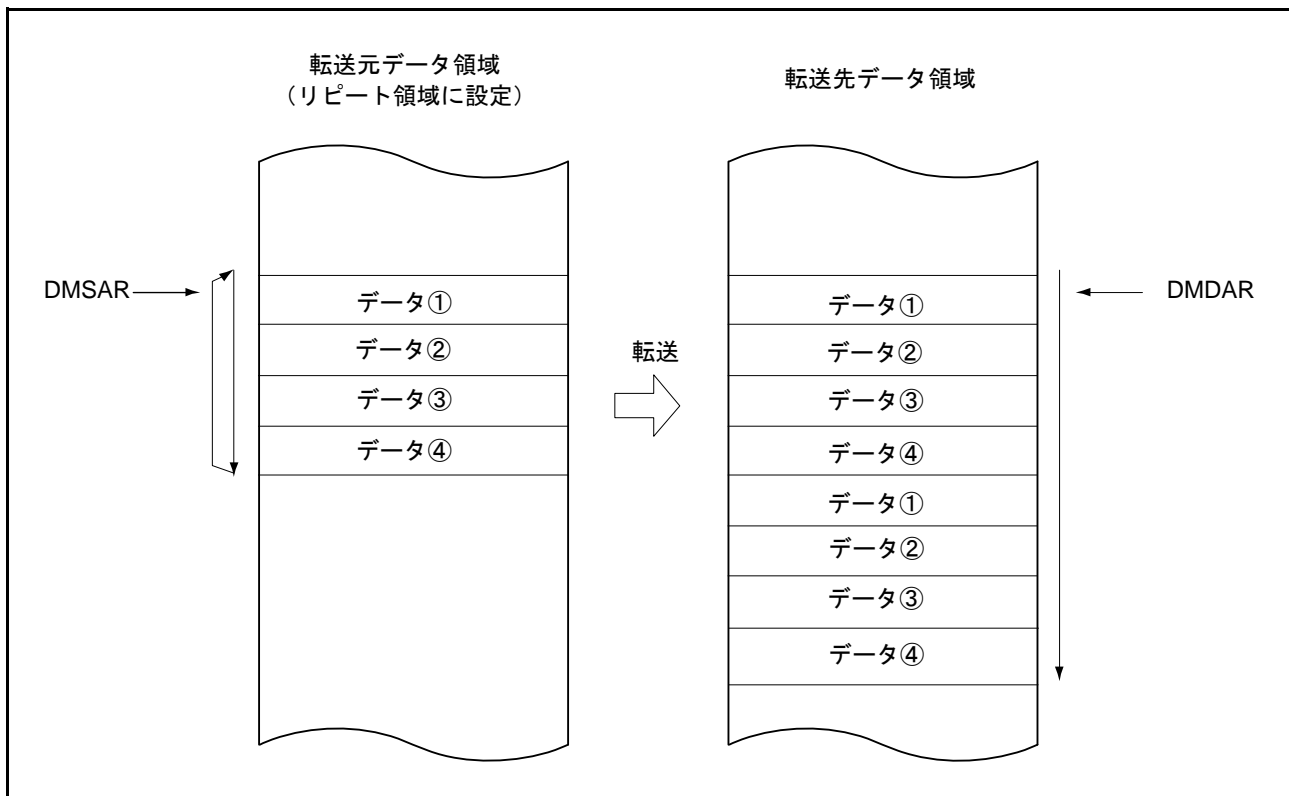 転送元データ領域
（リピート領域に設定）
転送先データ領域
DMSAR
データ①
データ②
データ③
データ④
転送
データ①
データ②
データ③
データ④
データ①
データ②
データ③
データ④
DMDAR